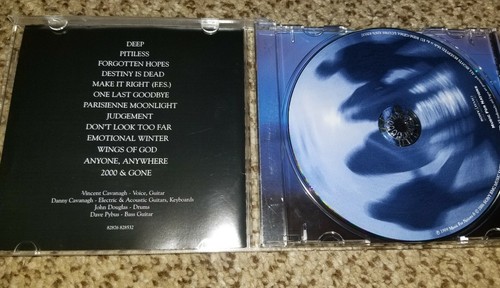 DEEP
PITILESS
FORGOTTEN HOPES
DESTINY IS DEAD
MAKE IT RIGHT (F.F.S.)
ONE LAST GOODBYE
PARISIENNE MOONLIGHT
JUDGEMENT
DON'T LOOK TOO FAR
EMOTIONAL WINTER
WINGS OF GOD
ANYONE, ANYWHERE
2000 & GONE
Vincent Cavanagh - Voice, Guitar
Danny Cavanagh - Electric & Acoustic Guitars, Keyboards
John Douglas - Drums
Dave Pybus - Bass Guitar